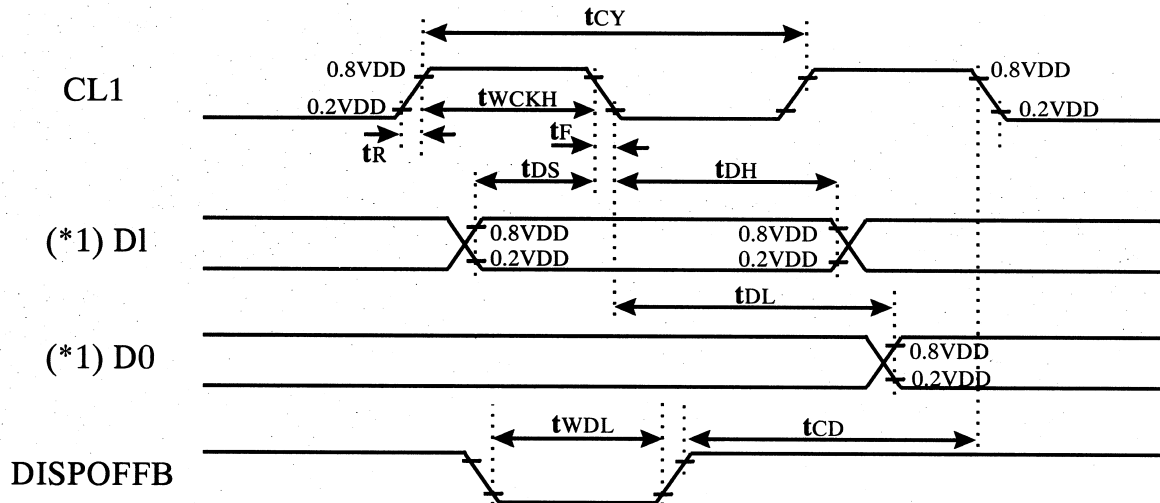 tCY
CL1
0.8VDD
0.8VDD
0.2VDD
tWCKH
0.2VDD
tR
tF
tDS
tDH
(*1) Dl
0.8VDD
0.8VDD
0.2VDD
0.2VDD
tDL
(*1) D0
0.8VDD
0.2VDD
tWDL
tCD
DISPOFFB